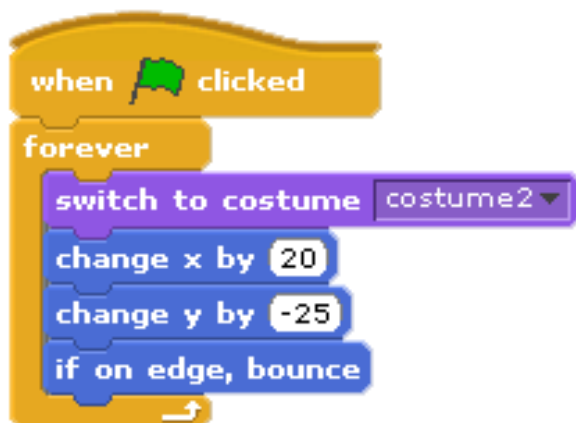 when clicked
forever
switch to costume costume2
change x by 20
change y by -25
if on edge, bounce